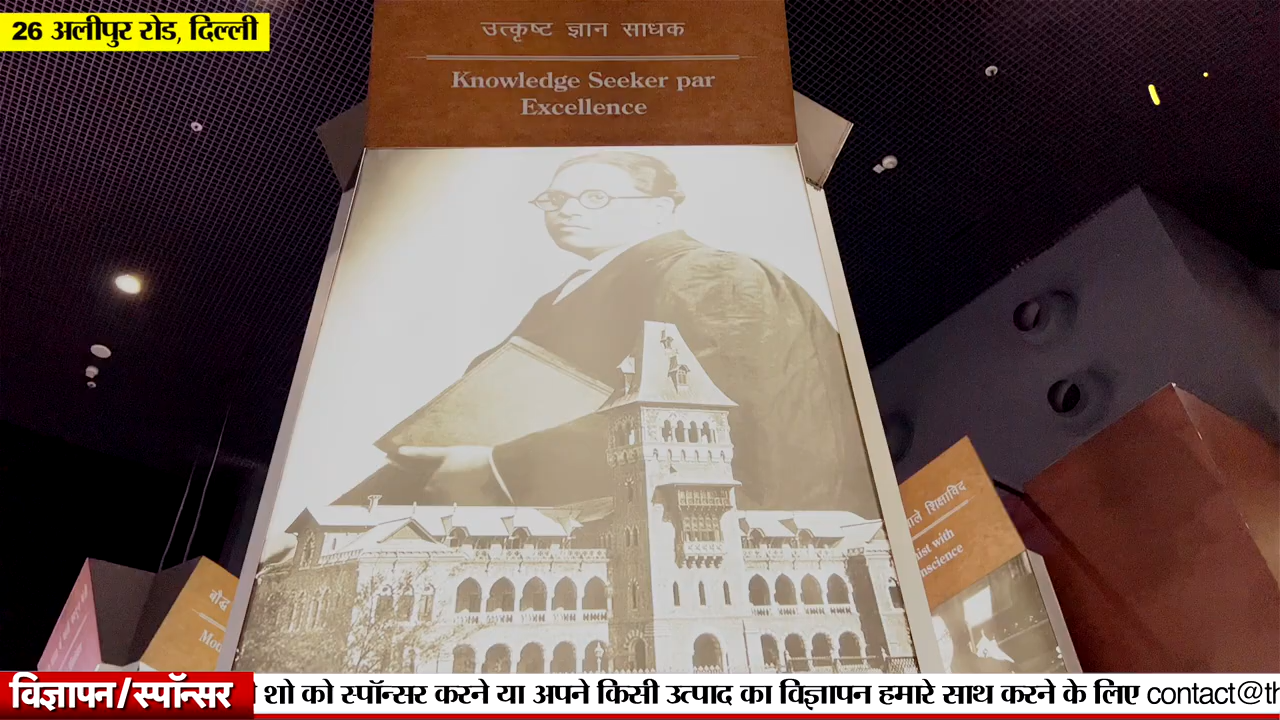 26 अलीपुर रोड, दिल्ली
उत्कृष्ट ज्ञान साधक
Knowledge Seeker par
Excellence
शिक्षाविद
with
बौद्ध
विज्ञापन/स्पॉन्सर
शो को स्पॉन्सर करने या अपने किसी उत्पाद का विज्ञापन हमारे साथ करने के लिए contact@th